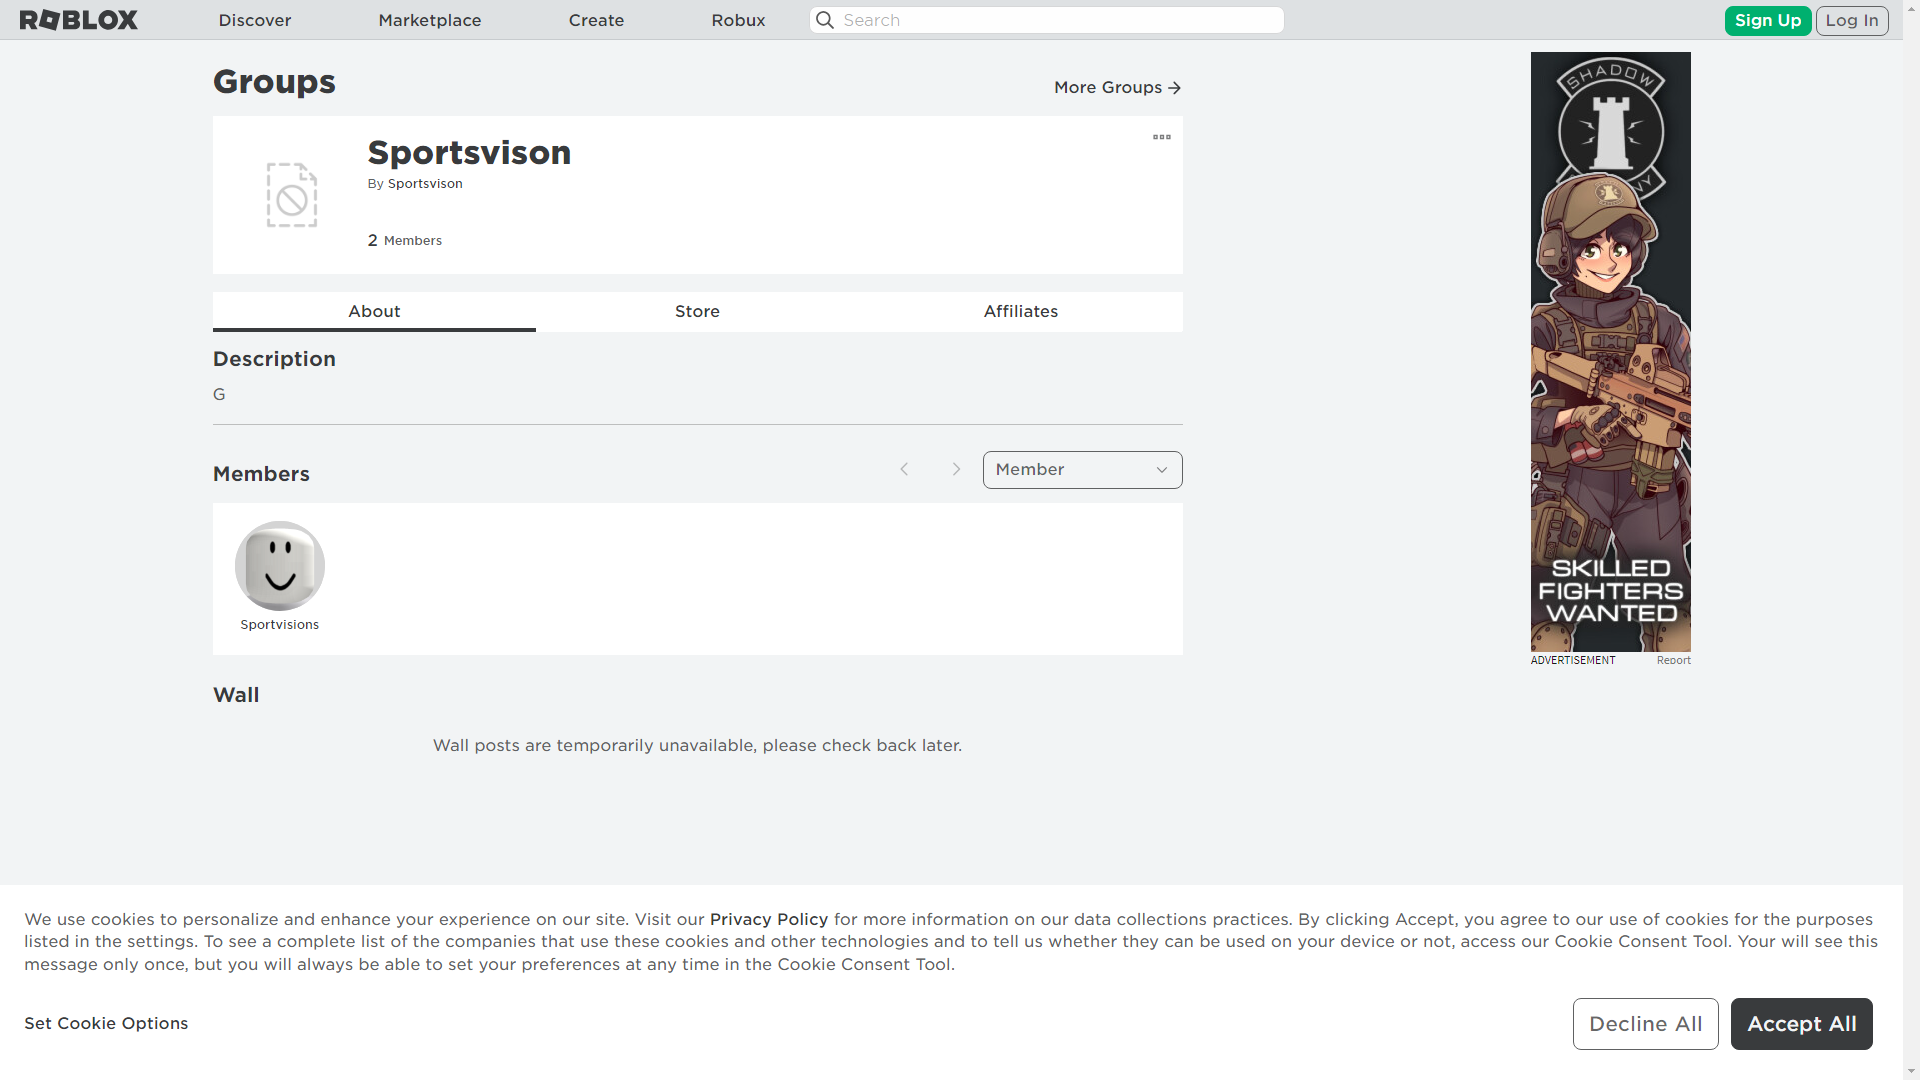 ROBLOX
Discover
Marketplace
Create
Robux
Search
Sign Up
Log In
Groups
More Groups
Sportsvison
By Sportsvison
2 Members
About
Store
Affiliates
Description
G
Members
Member
Sportvisions
Wall
Wall posts are temporarily unavailable, please check back later.
SHADOW
NY
SKILLED
FIGHTERS
WANTED
ADVERTISEMENT
Report
We use cookies to personalize and enhance your experience on our site. Visit our Privacy Policy for more information on our data collections practices. By clicking Accept, you agree to our use of cookies for the purposes
listed in the settings. To see a complete list of the companies that use these cookies and other technologies and to tell us whether they can be used on your device or not, access our Cookie Consent Tool. Your will see this
message only once, but you will always be able to set your preferences at any time in the Cookie Consent Tool.
Set Cookie Options
Decline All
Accept All